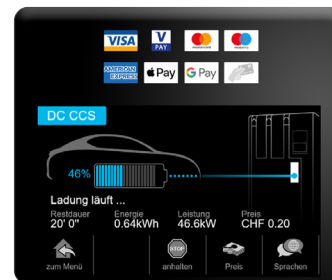 VISA
V PAY
AMERICAN EXPRESS
Pay
G Pay
DC CCS
46%
Ladung läuft ...
Restdauer Energie Leistung Preis
20' 0" 0.64kWh 46.6kW CHF 0.20
STOP
zum Menü anhalten Preis Sprachen